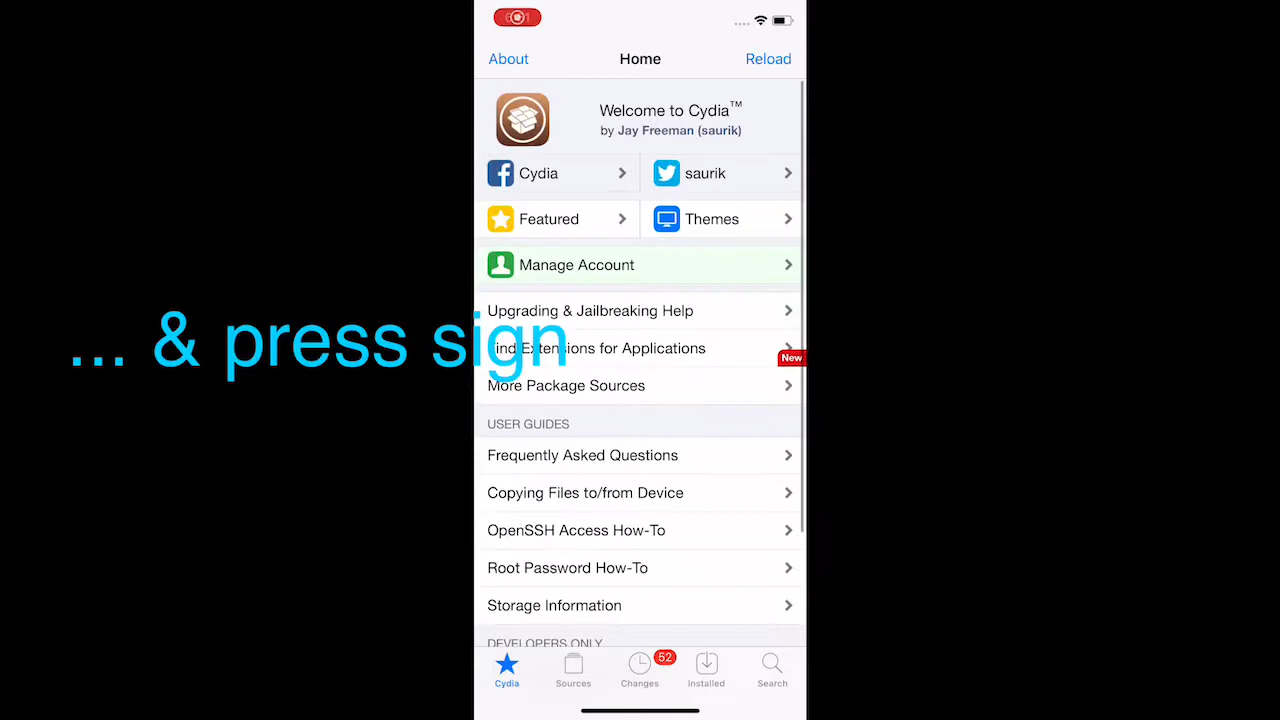 About Home Reload
Welcome to Cydia™
by Jay Freeman (saurik)
Cydia saurik
Featured Themes
Manage Account
Upgrading & Jailbreaking Help
... & press sign
Find Extensions for Applications
New
More Package Sources
USER GUIDES
Frequently Asked Questions
Copying Files to/from Device
OpenSSH Access How-To
Root Password How-To
Storage Information
DEVELOPERS ONLY
52
Cydia Sources Changes Installed Search